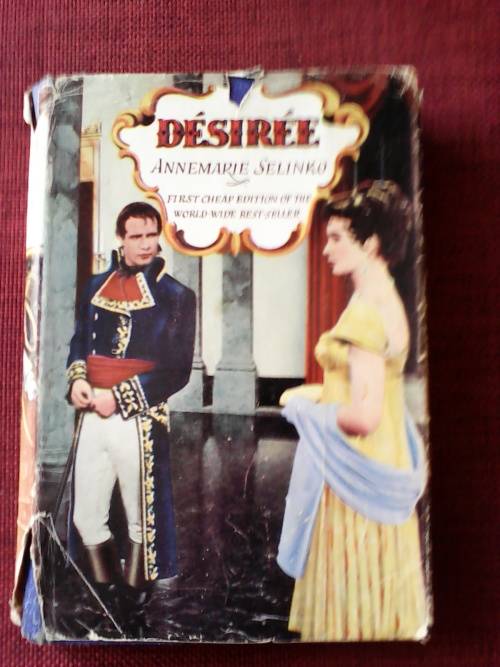 DÉSIRÉE
ANNEMARIE SELINKO
FIRST CHEAP EDITION OF THE
WORLD-WIDE BEST-SELLER